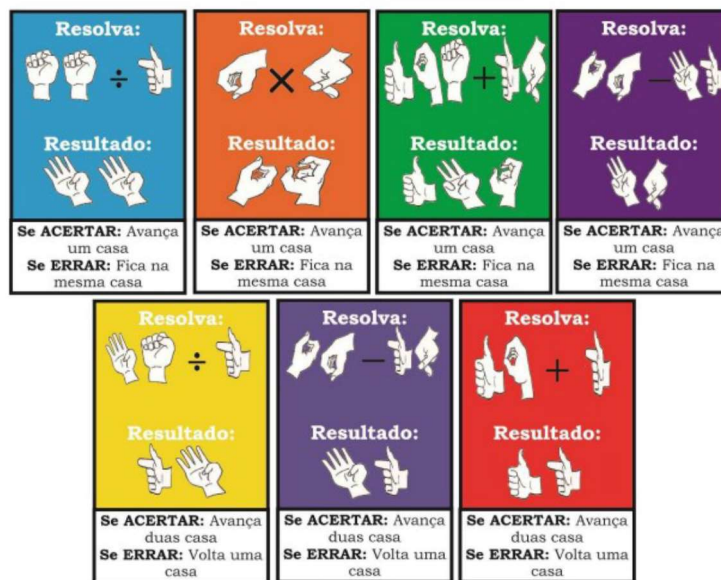 Resolva:
÷
Resultado:
Se ACERTAR: Avança
um casa
Se ERRAR: Fica na
mesma casa
Resolva:
×
Resultado:
Se ACERTAR: Avança
um casa
Se ERRAR: Fica na
mesma casa
Resolva:
+
Resultado:
Se ACERTAR: Avança
um casa
Se ERRAR: Fica na
mesma casa
Resolva:
−
Resultado:
Se ACERTAR: Avança
um casa
Se ERRAR: Fica na
mesma casa
Resolva:
÷
Resultado:
Se ACERTAR: Avança
duas casa
Se ERRAR: Volta uma
casa
Resolva:
−
Resultado:
Se ACERTAR: Avança
duas casa
Se ERRAR: Volta uma
casa
Resolva:
+
Resultado:
Se ACERTAR: Avança
duas casa
Se ERRAR: Volta uma
casa